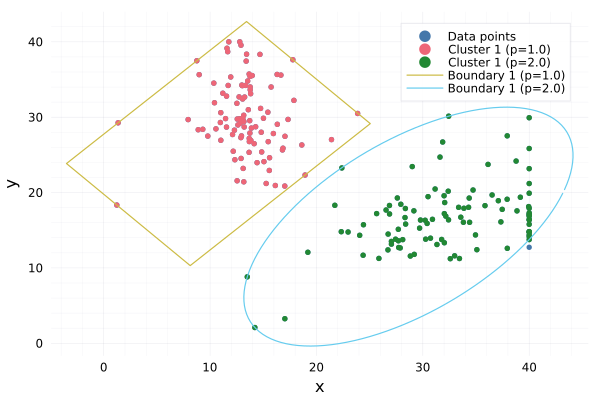 Data points
Cluster 1 (p=1.0)
Cluster 1 (p=2.0)
Boundary 1 (p=1.0)
Boundary 1 (p=2.0)
40
30
20
10
0
y
0 10 20 30 40
x